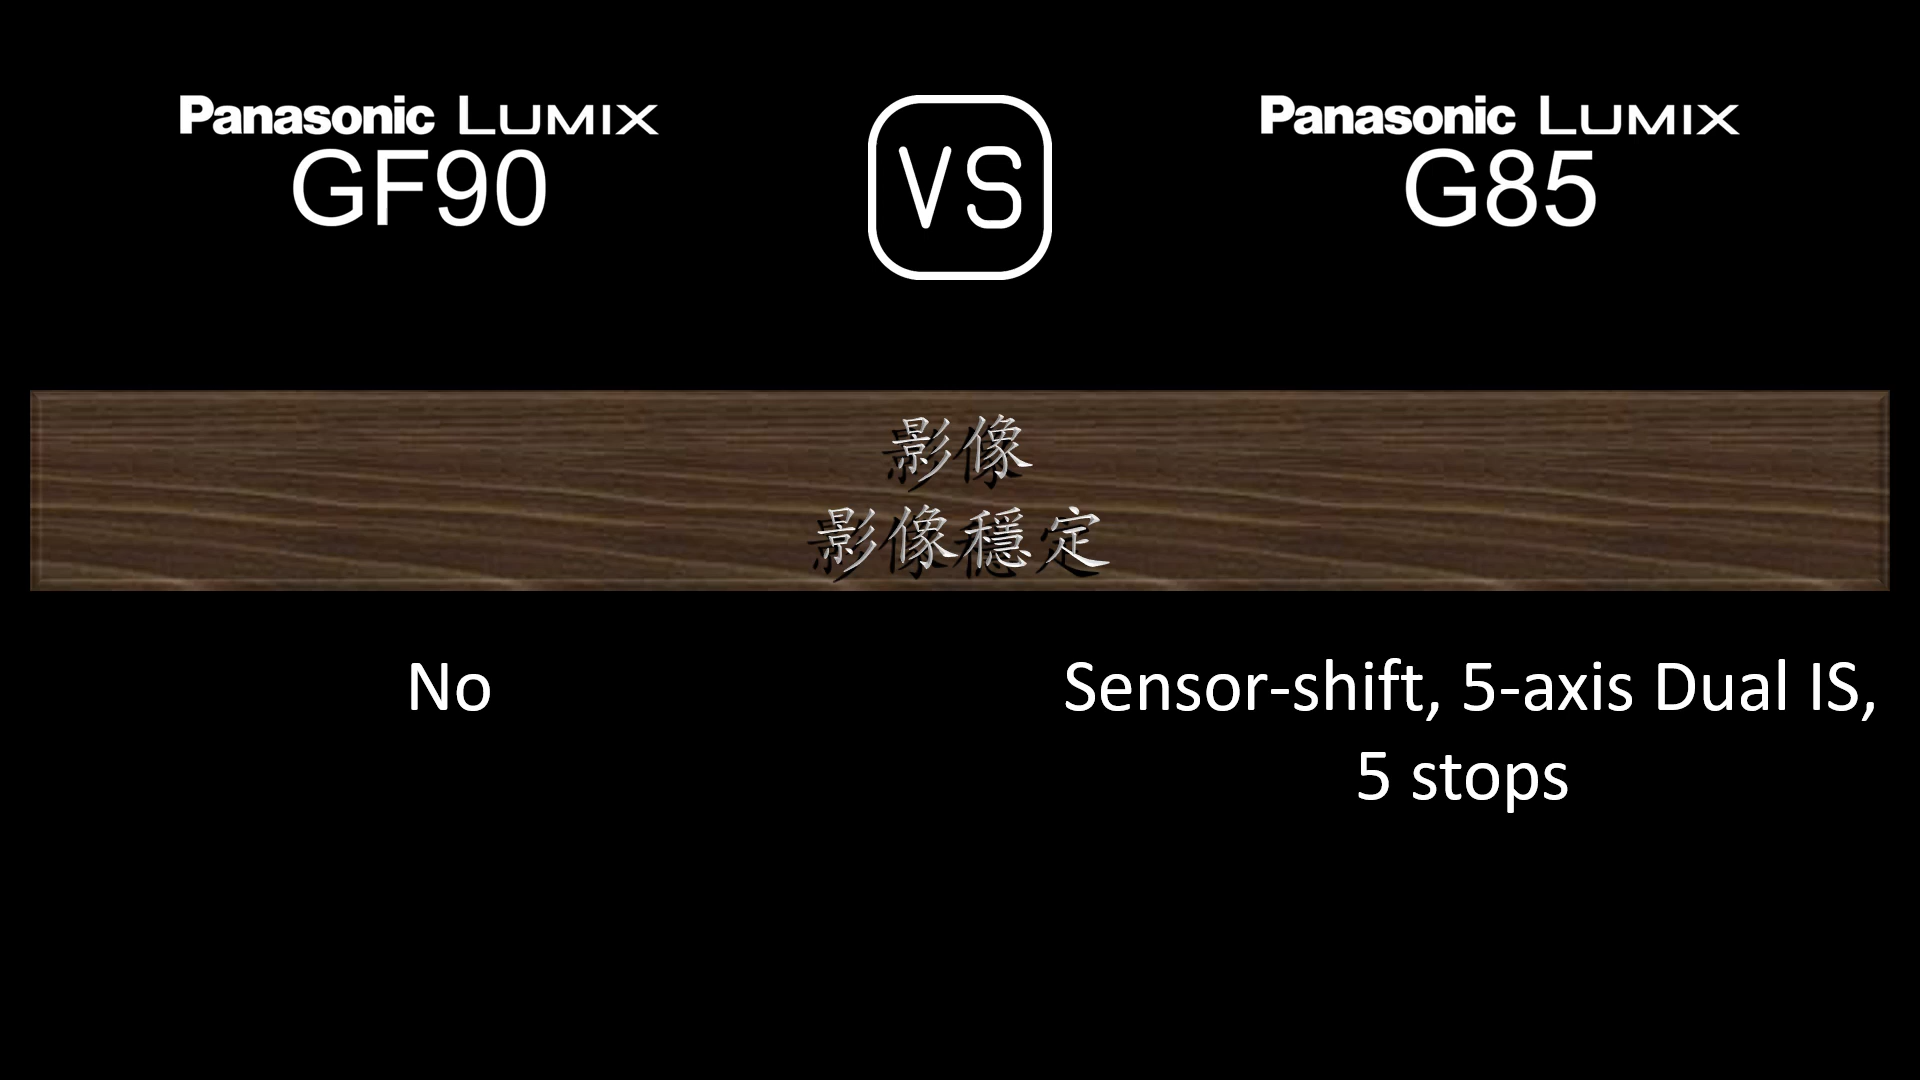 Panasonic LUMIX
GF90
VS
Panasonic LUMIX
G85
影像
影像穩定
No
Sensor-shift, 5-axis Dual IS,
5 stops